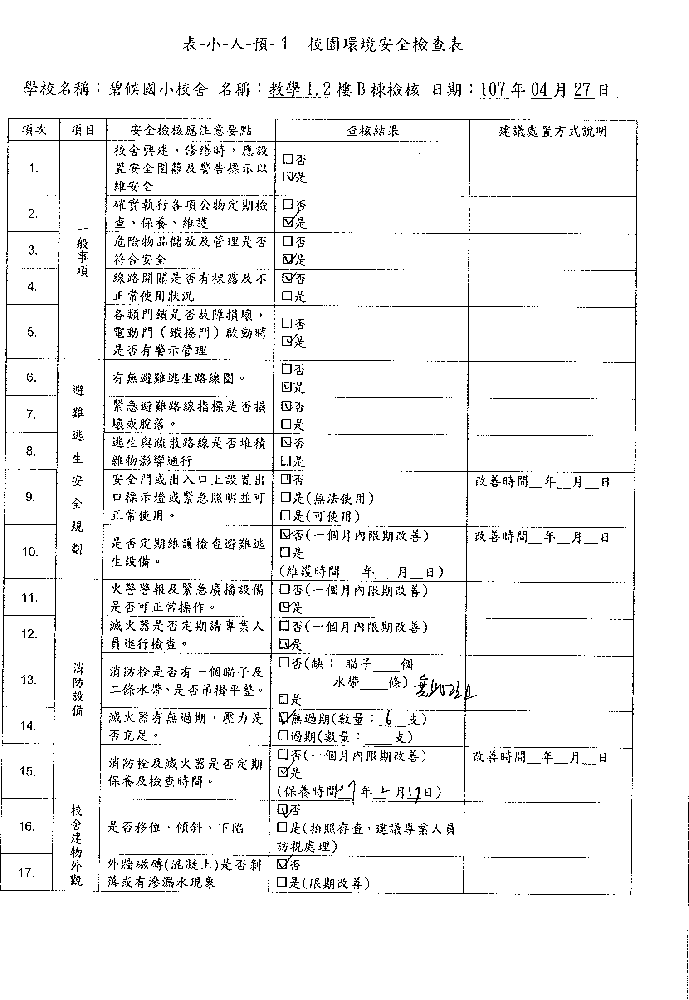 表-小-人-預-1 校園環境安全檢查表
學校名稱：碧候國小校舍 名稱：教學1.2樓B棟檢核 日期：107年04月27日
項次 項目 安全檢核應注意要點 查核結果 建議處置方式說明
一般事項
1. 校舍興建、修繕時，應設
置安全圍籬及警告標示以
維安全
□否
☑是
2. 確實執行各項公物定期檢
查、保養、維護
□否
☑是
3. 危險物品儲放及管理是否
符合安全
□否
☑是
4. 線路開關是否有裸露及不
正常使用狀況
☑否
□是
5. 各類門鎖是否故障損壞，
電動門（鐵捲門）啟動時
是否有警示管理
□否
☑是
避難逃生安全規劃
6. 有無避難逃生路線圖。
□否
☑是
7. 緊急避難路線指標是否損
壞或脫落。
☑否
□是
8. 逃生與疏散路線是否堆積
雜物影響通行
☑否
□是
9. 安全門或出入口上設置出
口標示燈或緊急照明並可
正常使用。
☑否
□是(無法使用)
□是(可使用)
改善時間__年__月__日
10. 是否定期維護檢查避難逃
生設備。
☑否(一個月內限期改善)
□是
(維護時間__ 年__ 月__日)
改善時間__年__月__日
消防設備
11. 火警警報及緊急廣播設備
是否可正常操作。
□否(一個月內限期改善)
☑是
12. 滅火器是否定期請專業人
員進行檢查。
□否(一個月內限期改善)
☑是
13. 消防栓是否有一個瞄子及
二條水帶、是否吊掛平整。
□否(缺： 瞄子____個
水帶____條)
□是
14. 滅火器有無過期，壓力是
否充足。
☑無過期(數量：6支)
□過期(數量：____支)
15. 消防栓及滅火器是否定期
保養及檢查時間。
□否(一個月內限期改善)
☑是
(保養時間107年2月19日)
改善時間__年__月__日
校舍建物外觀
16. 是否移位、傾斜、下陷
☑否
□是(拍照存查，建議專業人員
訪視處理)
17. 外牆磁磚(混凝土)是否剝
落或有滲漏水現象
☑否
□是(限期改善)